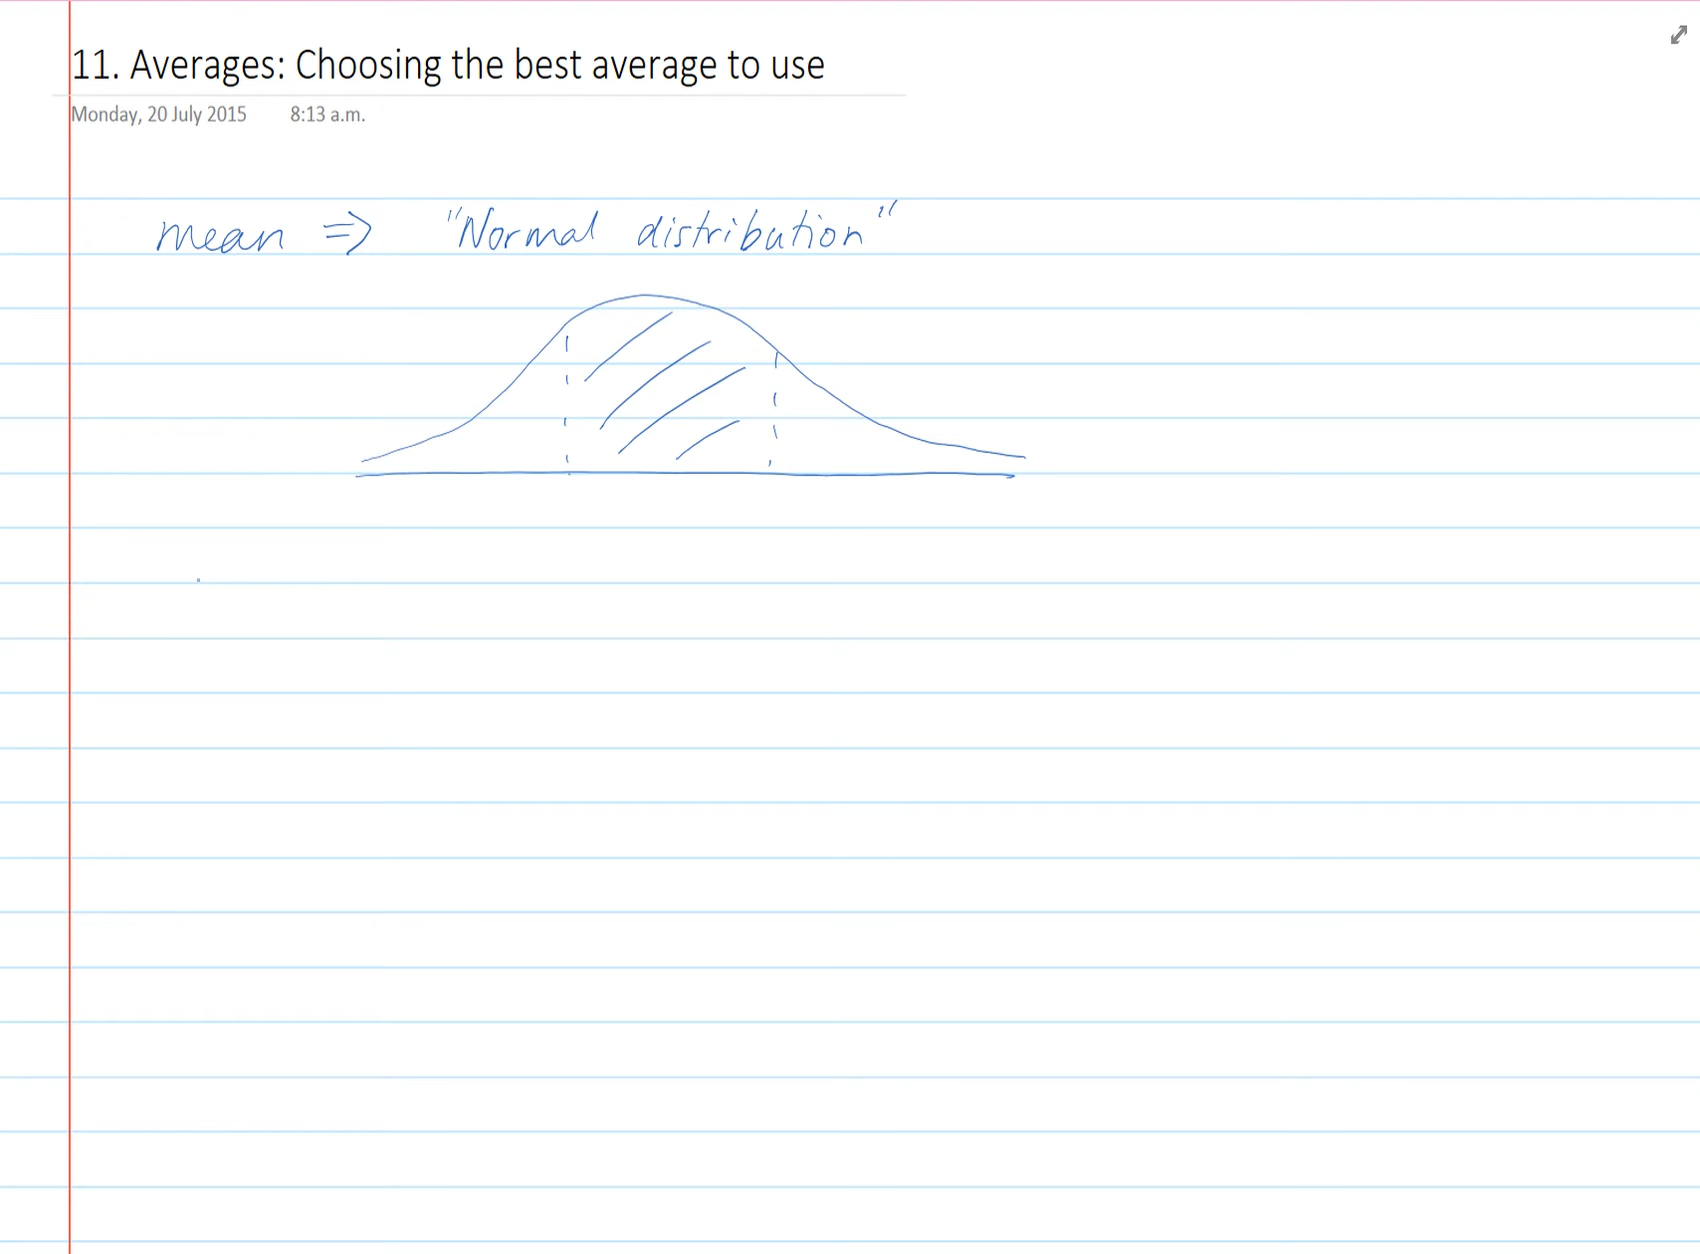 11. Averages: Choosing the best average to use
Monday, 20 July 2015 8:13 a.m.
mean ⇒ "Normal distribution"